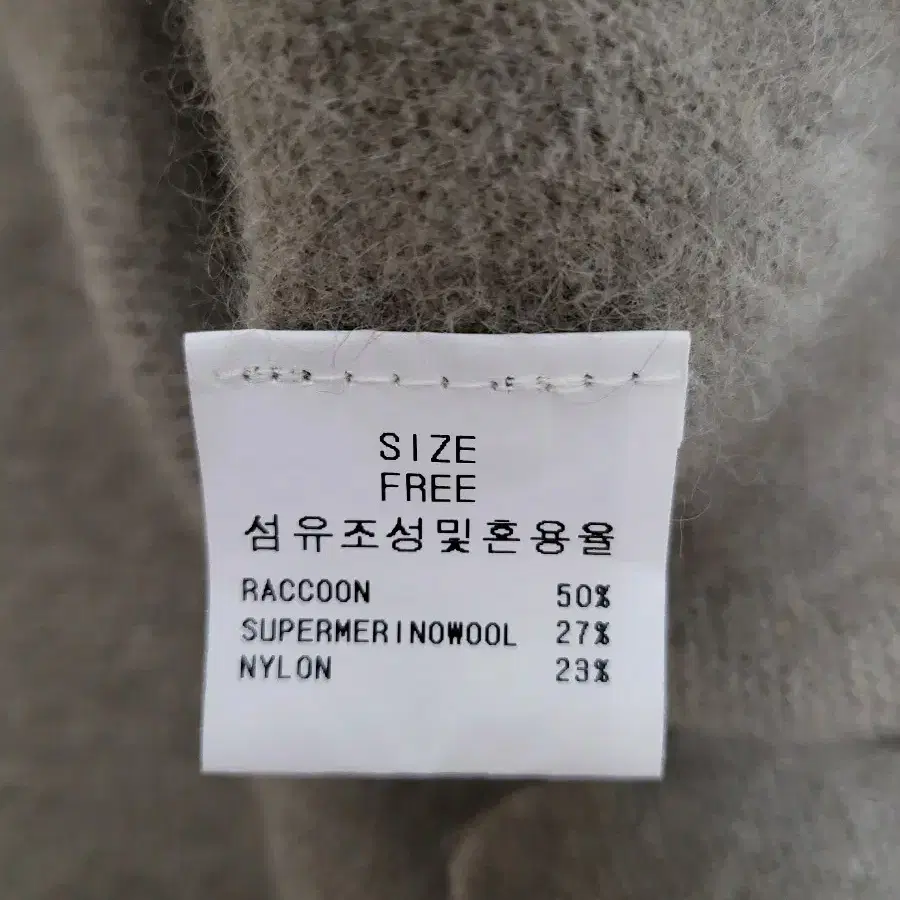 SIZE
FREE
섬유조성및혼용율
RACCOON 50%
SUPERMERINOWOOL 27%
NYLON 23%